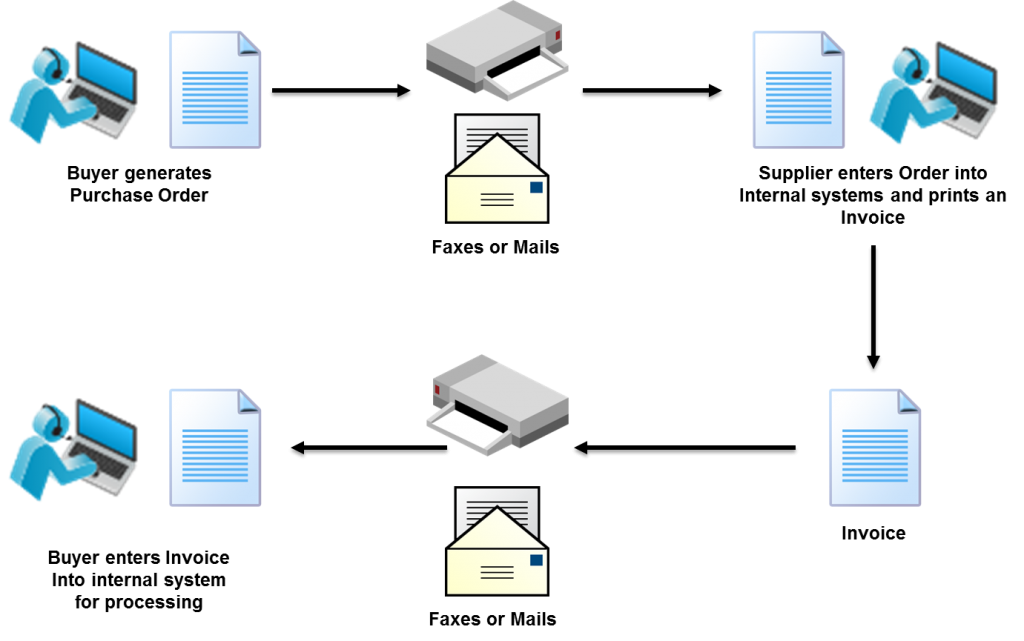 Buyer generates
Purchase Order
Faxes or Mails
Supplier enters Order into
Internal systems and prints an
Invoice
Invoice
Buyer enters Invoice
Into internal system
for processing
Faxes or Mails